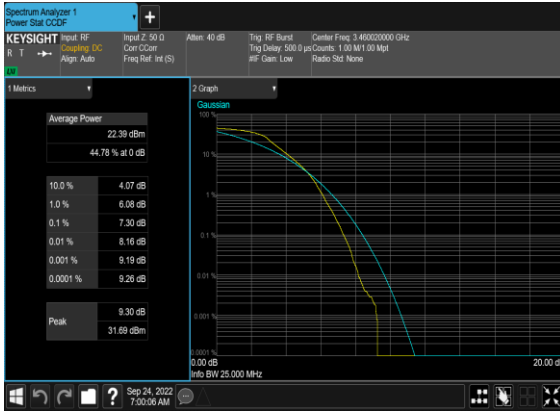 Spectrum Analyzer 1
Power Stat CCDF
+
KEYSIGHT Input: RF Input Z: 50 Ω Atten: 40 dB Trig: RF Burst Center Freq: 3.460020000 GHz
R T Coupling: DC Corr CCorr Trig Delay: 500.0 µs Counts: 1.00 M/1.00 Mpt
Align: Auto Freq Ref: Int (S) #IF Gain: Low Radio Std: None
1 Metrics
2 Graph
Gaussian
Average Power
22.39 dBm
44.78 % at 0 dB
10.0 % 4.07 dB
1.0 % 6.08 dB
0.1 % 7.30 dB
0.01 % 8.16 dB
0.001 % 9.19 dB
0.0001 % 9.26 dB
Peak 9.30 dB
31.69 dBm
100 %
10 %
1 %
0.1 %
0.01 %
0.001 %
0.0001 %
0.00 dB 20.00 d
Info BW 25.000 MHz
?
Sep 24, 2022
7:00:06 AM